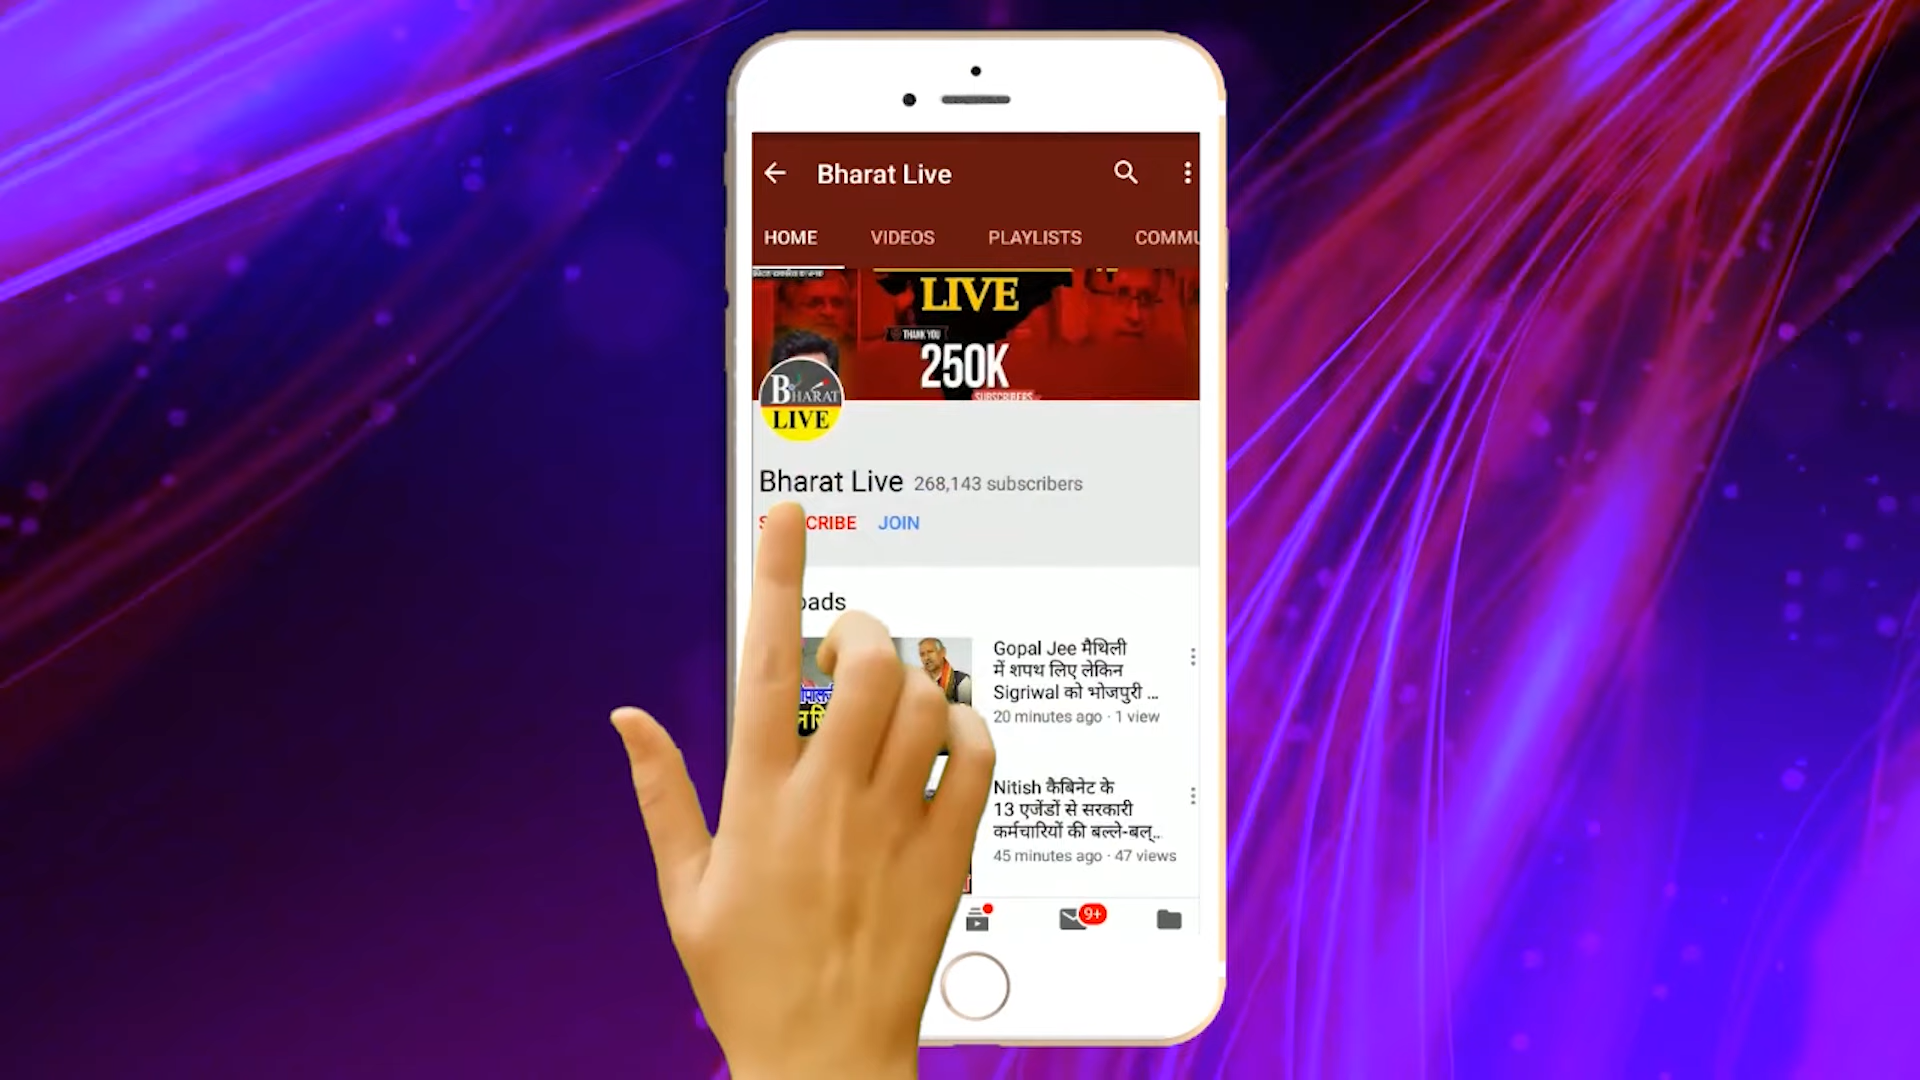 Bharat Live
HOME VIDEOS PLAYLISTS COMMU
LIVE
THANK YOU
250K
SUBSCRIBERS
BHARAT
LIVE
Bharat Live 268,143 subscribers
SUBSCRIBE JOIN
oads
Gopal Jee मैथिली
में शपथ लिए लेकिन
Sigriwal को भोजपुरी ...
20 minutes ago · 1 view
Nitish कैबिनेट के
13 एजेंडों से सरकारी
कर्मचारियों की बल्ले-बल्...
45 minutes ago · 47 views
9+